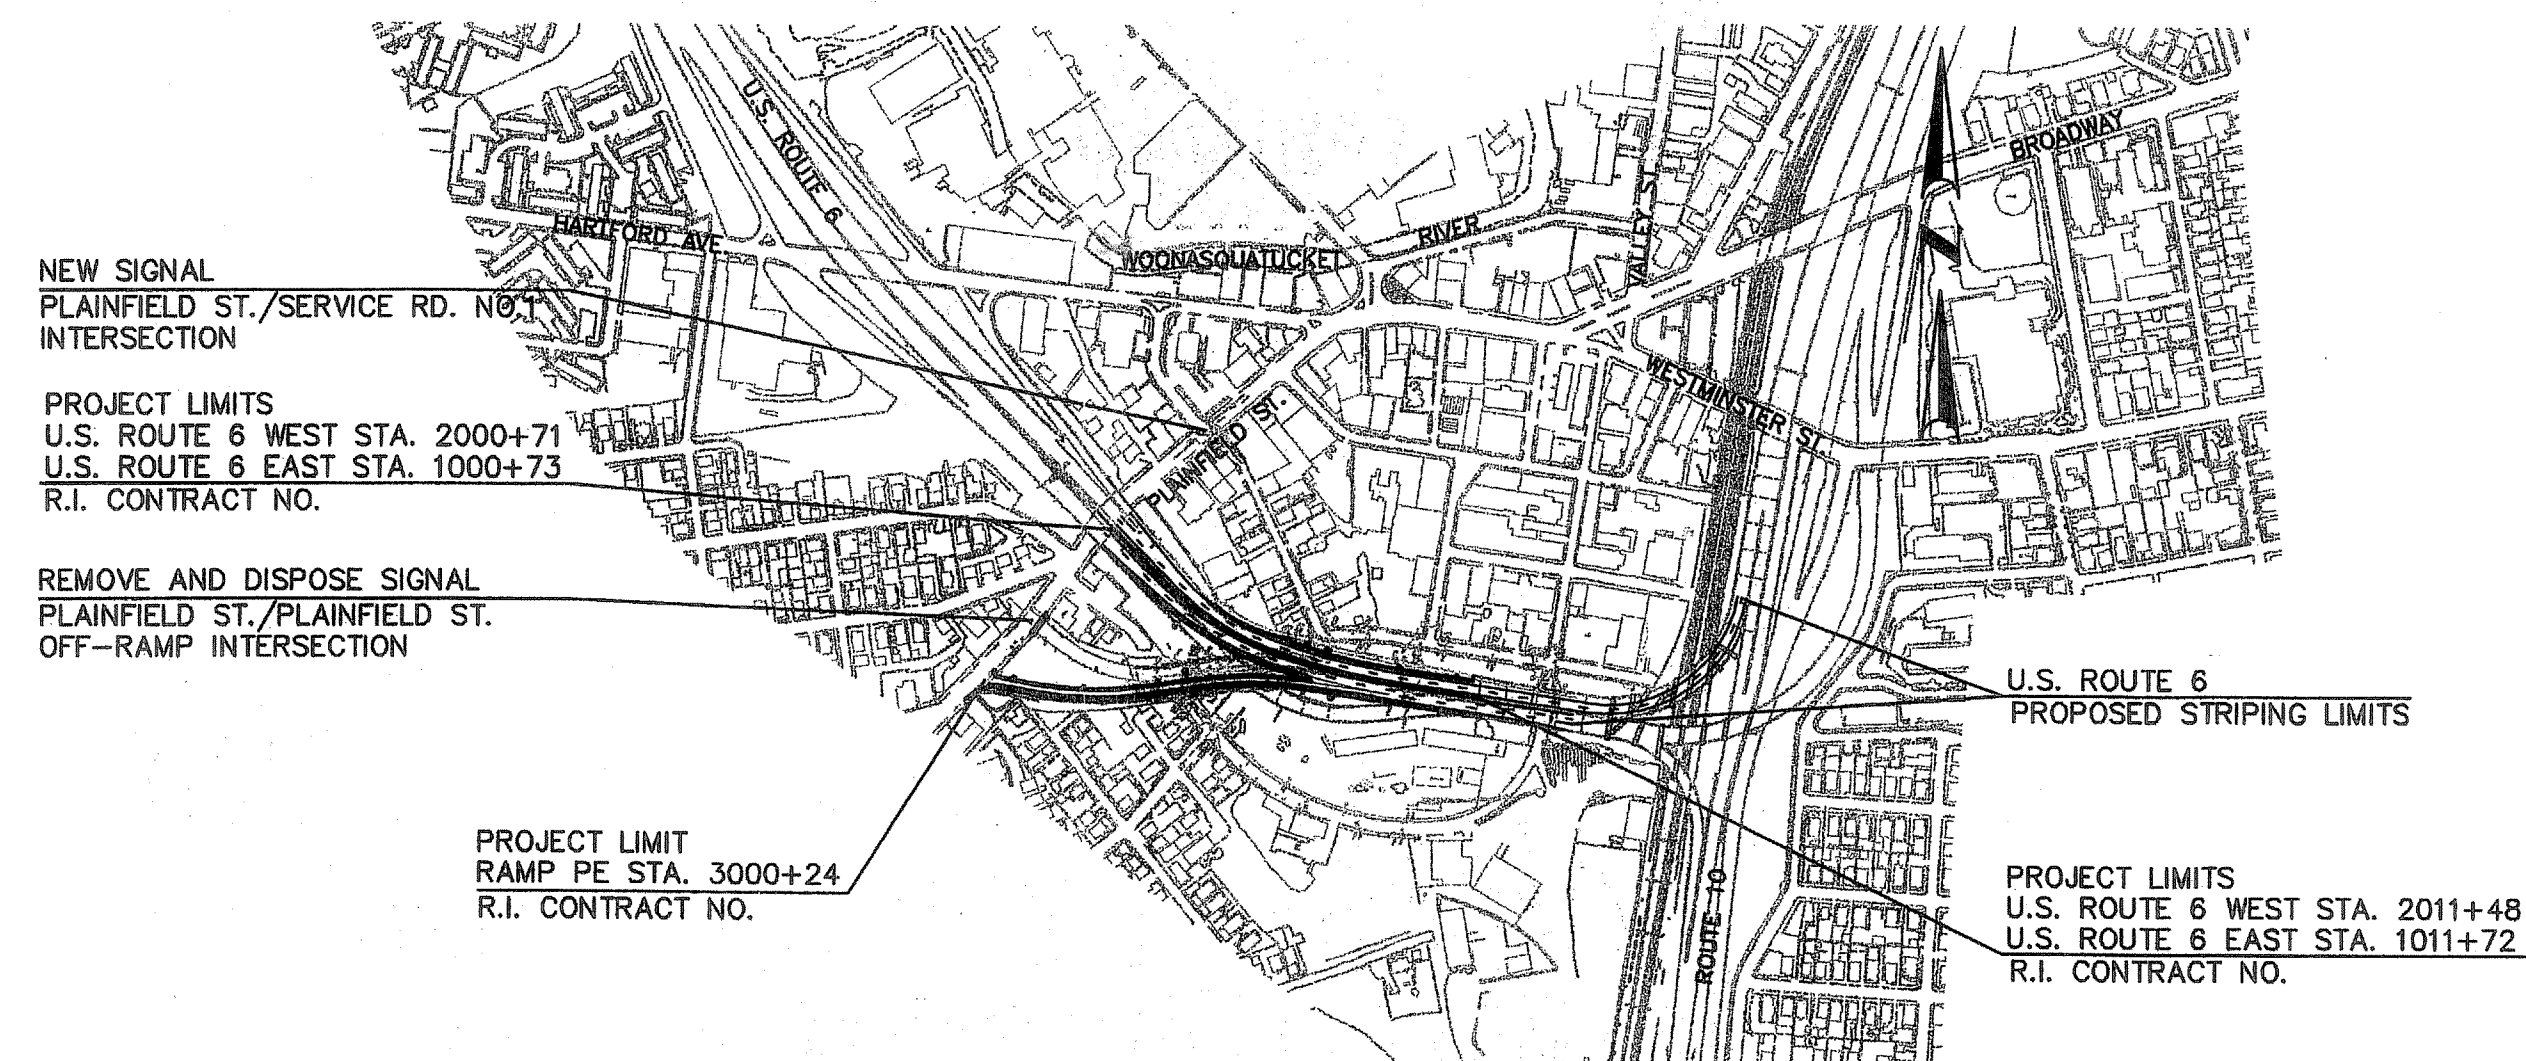 U.S. ROUTE 6
BROADWAY
HARTFORD AVE.
WOONASQUATUCKET RIVER
VALLEY ST.
NEW SIGNAL
PLAINFIELD ST./SERVICE RD. NO.1
INTERSECTION
PROJECT LIMITS
U.S. ROUTE 6 WEST STA. 2000+71
U.S. ROUTE 6 EAST STA. 1000+73
R.I. CONTRACT NO.
PLAINFIELD ST.
WESTMINSTER ST.
REMOVE AND DISPOSE SIGNAL
PLAINFIELD ST./PLAINFIELD ST.
OFF-RAMP INTERSECTION
U.S. ROUTE 6
PROPOSED STRIPING LIMITS
PROJECT LIMIT
RAMP PE STA. 3000+24
R.I. CONTRACT NO.
ROUTE 10
PROJECT LIMITS
U.S. ROUTE 6 WEST STA. 2011+48
U.S. ROUTE 6 EAST STA. 1011+72
R.I. CONTRACT NO.